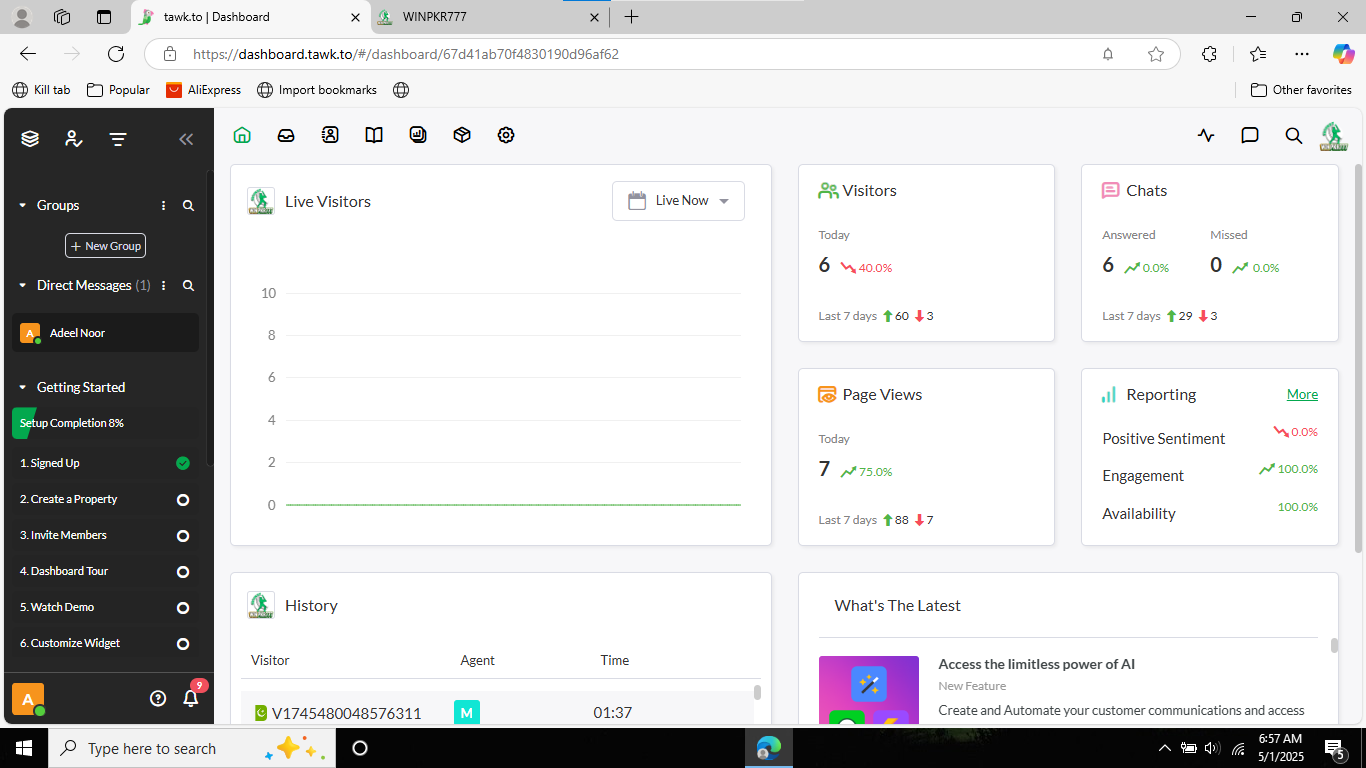 tawk.to | Dashboard
WINPKR777
https://dashboard.tawk.to/#/dashboard/67d41ab70f4830190d96af62
Kill tab
Popular
AliExpress
Import bookmarks
Other favorites
Groups
+ New Group
Direct Messages (1)
A
Adeel Noor
Getting Started
Setup Completion 8%
1. Signed Up
2. Create a Property
3. Invite Members
4. Dashboard Tour
5. Watch Demo
6. Customize Widget
A
9
WINPKR777
Live Visitors
Live Now
10
8
6
4
2
0
Visitors
Today
6 40.0%
Last 7 days 60 3
Chats
Answered Missed
6 0.0% 0 0.0%
Last 7 days 29 3
Page Views
Today
7 75.0%
Last 7 days 88 7
Reporting More
Positive Sentiment 0.0%
Engagement 100.0%
Availability 100.0%
History
Visitor Agent Time
V1745480048576311 M 01:37
What's The Latest
Access the limitless power of AI
New Feature
Create and Automate your customer communications and access
Type here to search
6:57 AM
5/1/2025
5